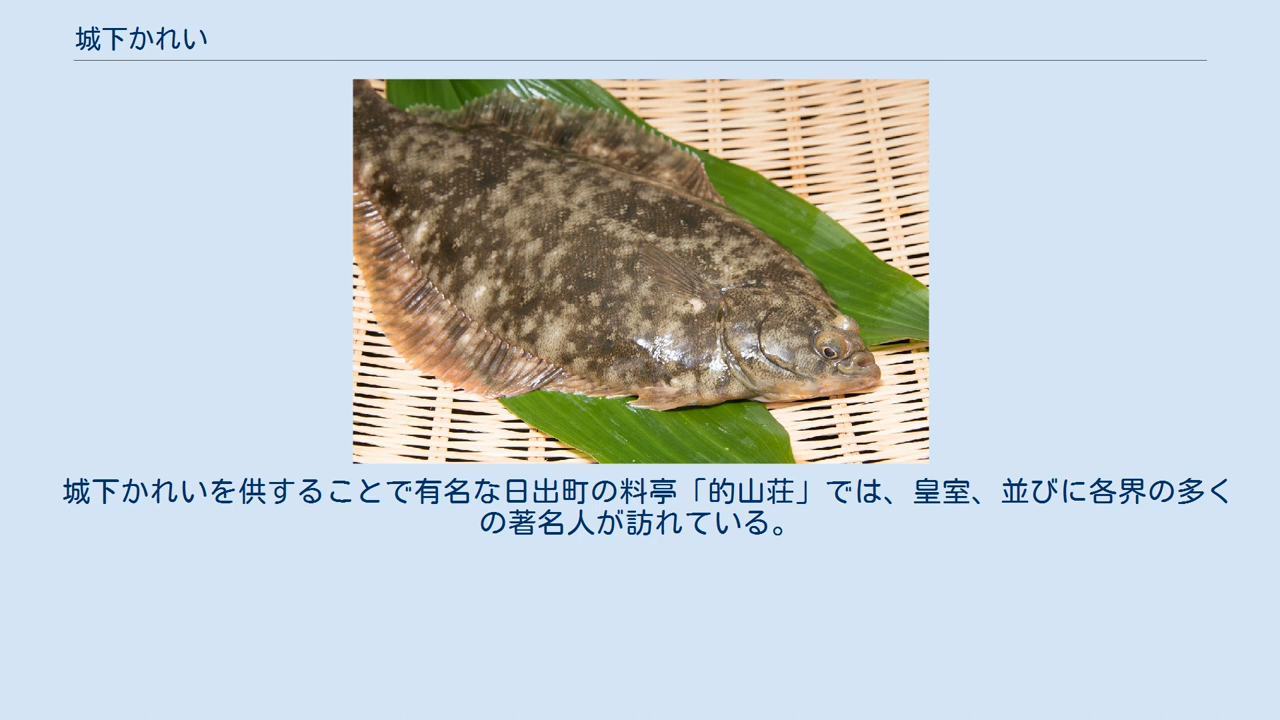 城下かれい
城下かれいを供することで有名な日出町の料亭「的山荘」では、皇室、並びに各界の多く
の著名人が訪れている。